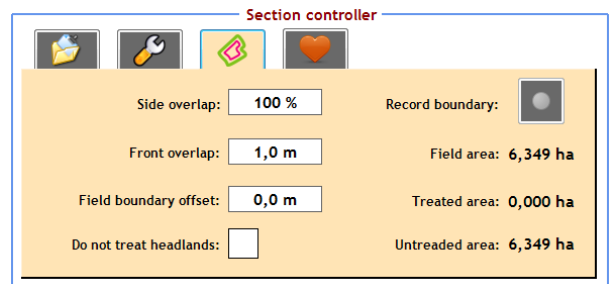 Section controller
Side overlap: 100 % Record boundary:
Front overlap: 1,0 m Field area: 6,349 ha
Field boundary offset: 0,0 m Treated area: 0,000 ha
Do not treat headlands: Untreaded area: 6,349 ha